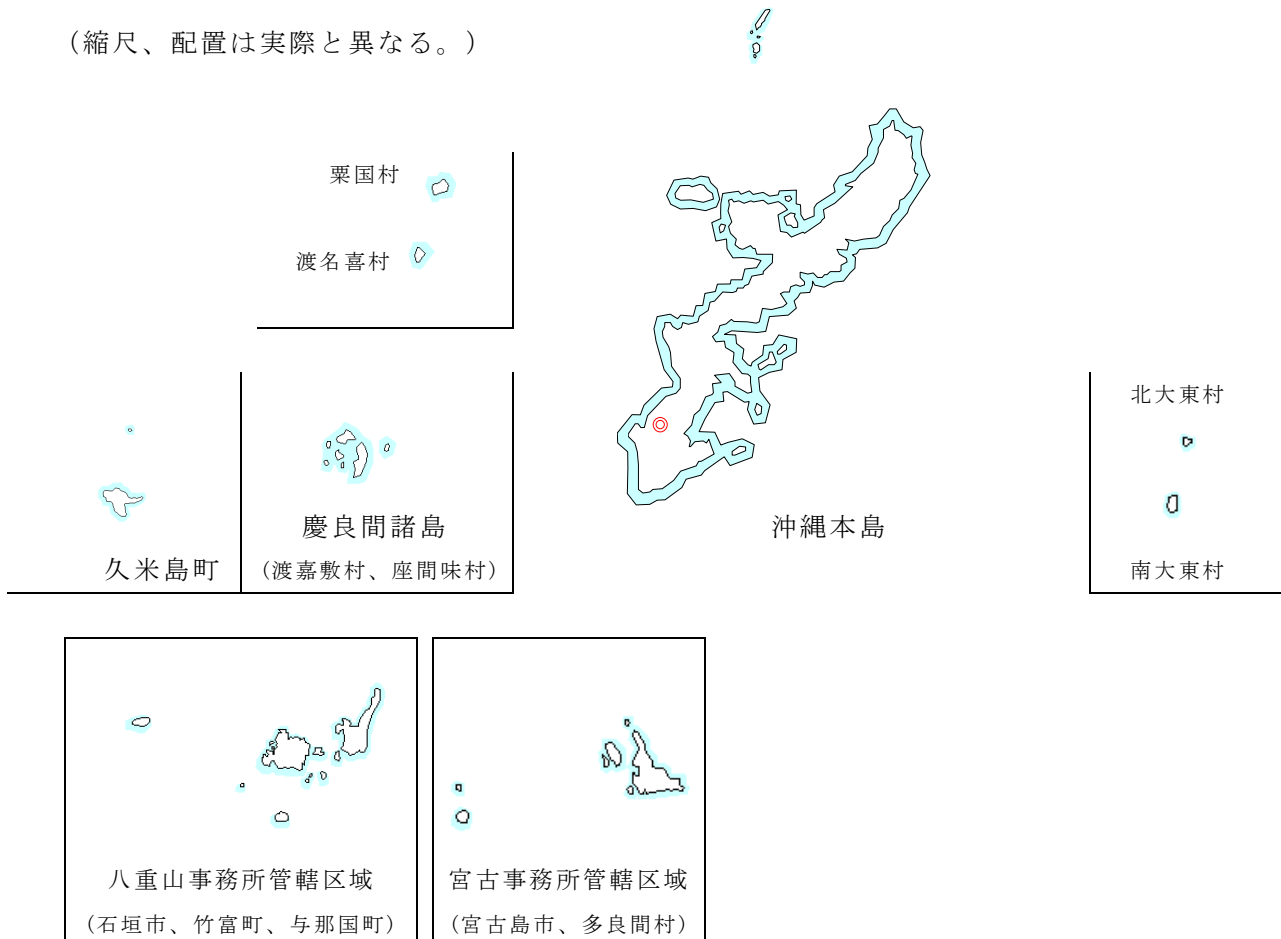 （縮尺、配置は実際と異なる。）
粟国村
渡名喜村
北大東村
慶良間諸島
沖縄本島
久米島町
（渡嘉敷村、座間味村）
南大東村
八重山事務所管轄区域
（石垣市、竹富町、与那国町）
宮古事務所管轄区域
（宮古島市、多良間村）